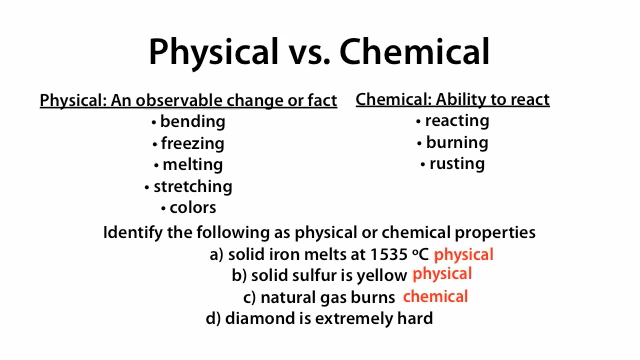 Physical vs. Chemical
Physical: An observable change or fact
• bending
• freezing
• melting
• stretching
• colors
Chemical: Ability to react
• reacting
• burning
• rusting
Identify the following as physical or chemical properties
a) solid iron melts at 1535 ºC physical
b) solid sulfur is yellow physical
c) natural gas burns chemical
d) diamond is extremely hard